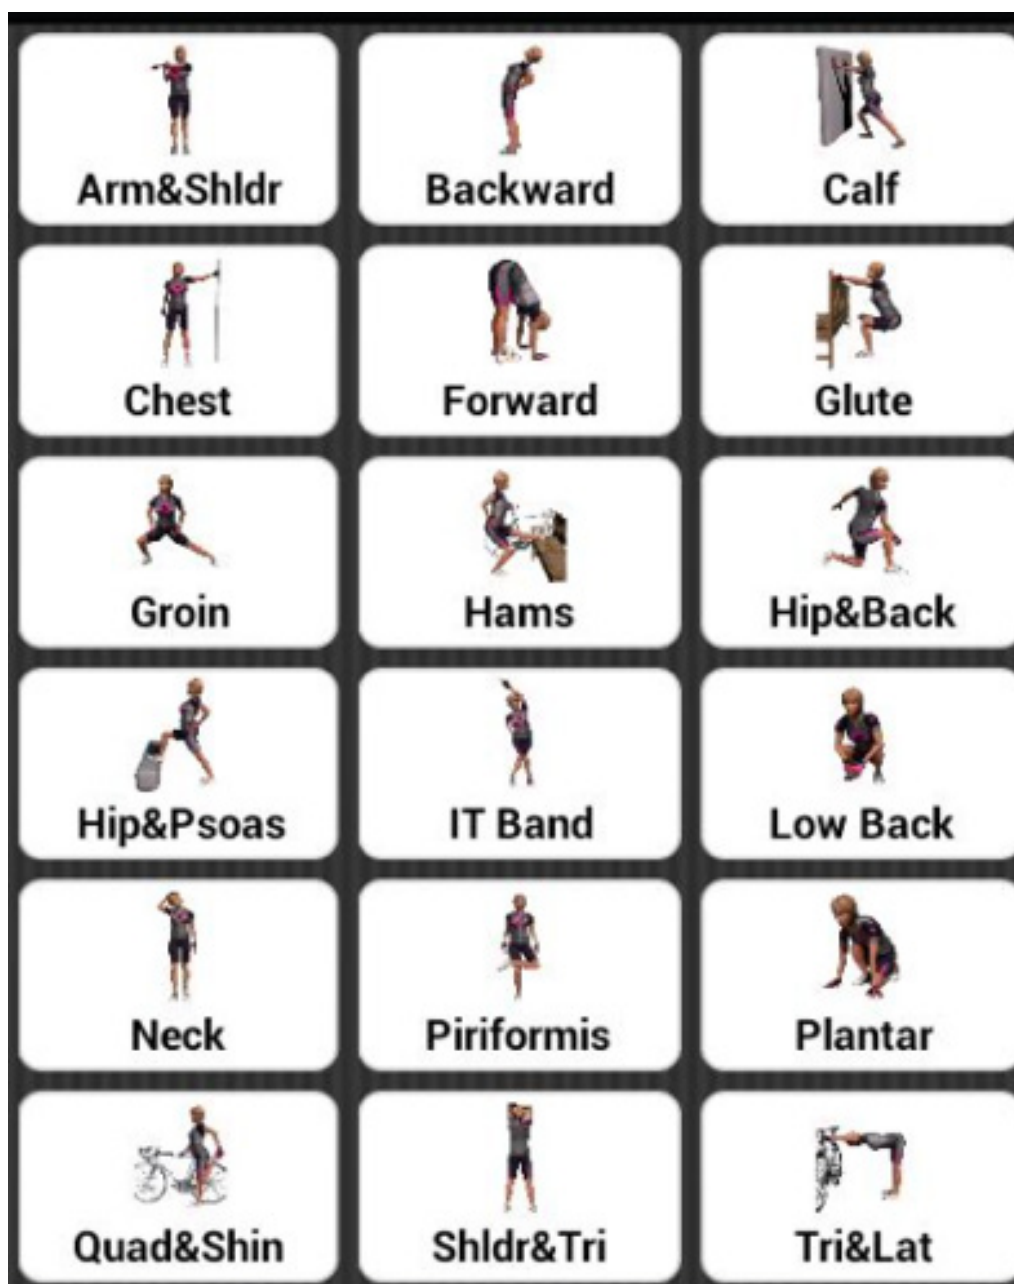 Arm&Shldr
Backward
Calf
Chest
Forward
Glute
Groin
Hams
Hip&Back
Hip&Psoas
IT Band
Low Back
Neck
Piriformis
Plantar
Quad&Shin
Shldr&Tri
Tri&Lat